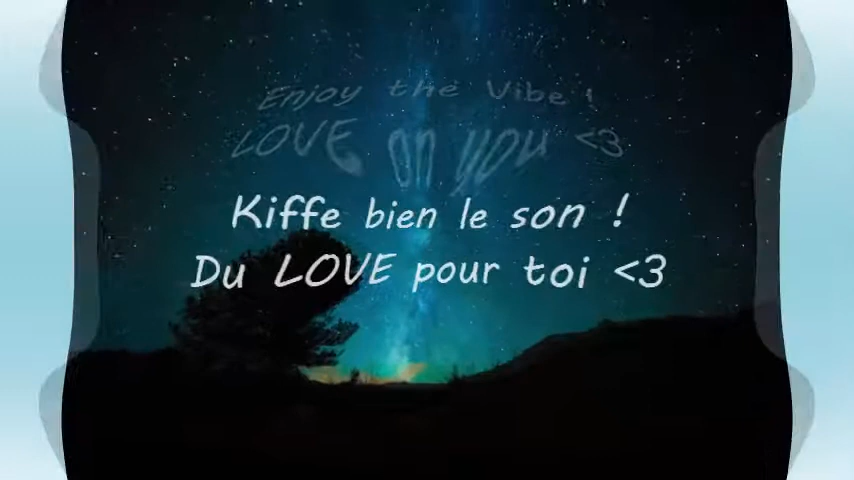 Enjoy the Vibe !
LOVE on you <3
Kiffe bien le son !
Du LOVE pour toi <3